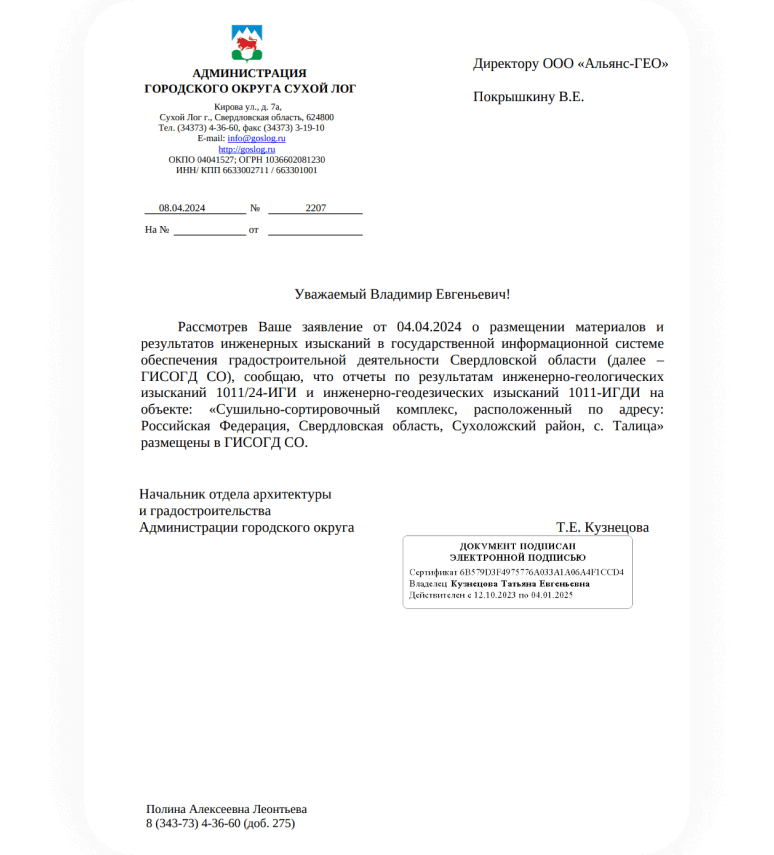 АДМИНИСТРАЦИЯ
ГОРОДСКОГО ОКРУГА СУХОЙ ЛОГ
Кирова ул., д. 7а,
Сухой Лог г., Свердловская область, 624800
Тел. (34373) 4-36-60, факс (34373) 3-19-10
E-mail: info@goslog.ru
http://goslog.ru
ОКПО 04041527; ОГРН 1036602081230
ИНН/ КПП 6633002711 / 663301001
08.04.2024 № 2207
На № от
Директору ООО «Альянс-ГЕО»
Покрышкину В.Е.
Уважаемый Владимир Евгеньевич!
Рассмотрев Ваше заявление от 04.04.2024 о размещении материалов и
результатов инженерных изысканий в государственной информационной системе
обеспечения градостроительной деятельности Свердловской области (далее –
ГИСОГД СО), сообщаю, что отчеты по результатам инженерно-геологических
изысканий 1011/24-ИГИ и инженерно-геодезических изысканий 1011-ИГДИ на
объекте: «Сушильно-сортировочный комплекс, расположенный по адресу:
Российская Федерация, Свердловская область, Сухоложский район, с. Талица»
размещены в ГИСОГД СО.
Начальник отдела архитектуры
и градостроительства
Администрации городского округа Т.Е. Кузнецова
ДОКУМЕНТ ПОДПИСАН
ЭЛЕКТРОННОЙ ПОДПИСЬЮ
Сертификат 6B579D3F4975776A033A1A06A4F1CCD4
Владелец Кузнецова Татьяна Евгеньевна
Действителен с 12.10.2023 по 04.01.2025
Полина Алексеевна Леонтьева
8 (343-73) 4-36-60 (доб. 275)